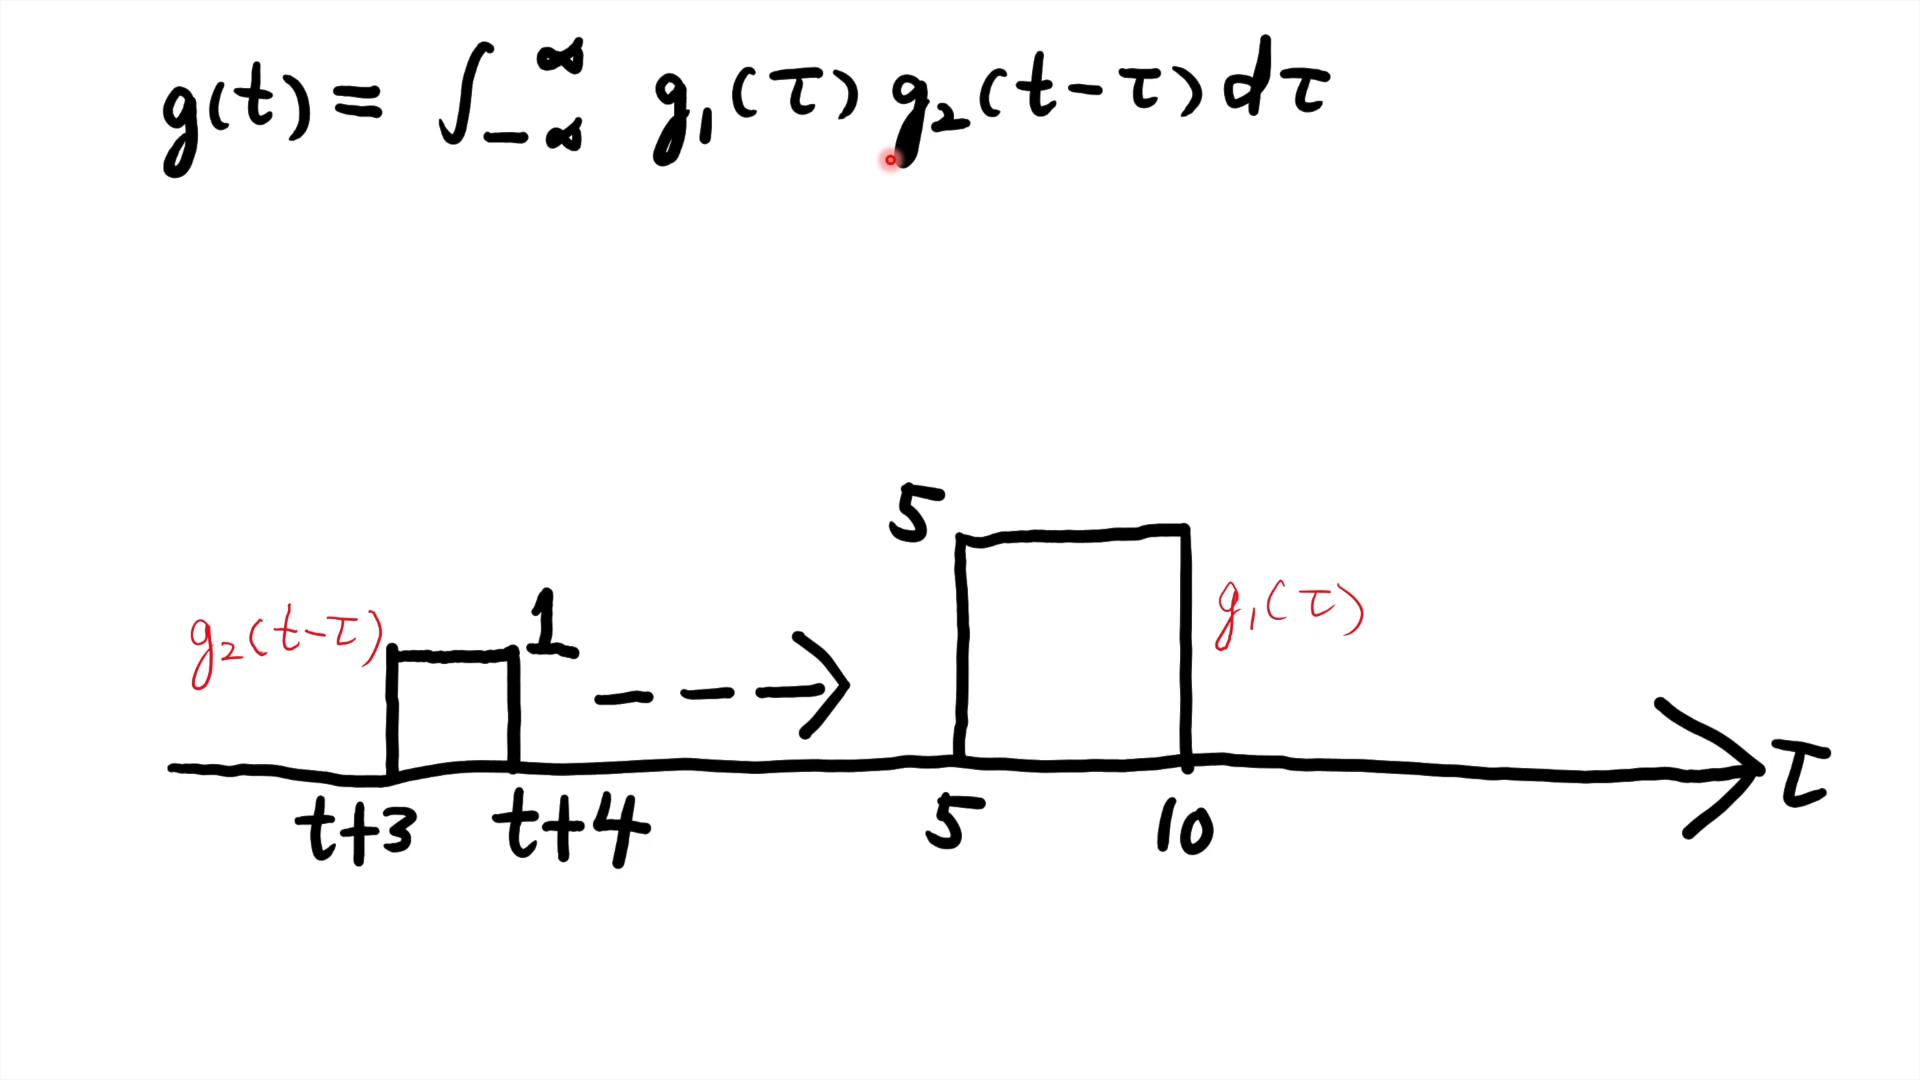 g(t) = ∫_{-∞}^{∞} g₁(τ) g₂(t-τ) dτ
5
g₂(t-τ) 1 g₁(τ)
τ
t+3 t+4 5 10